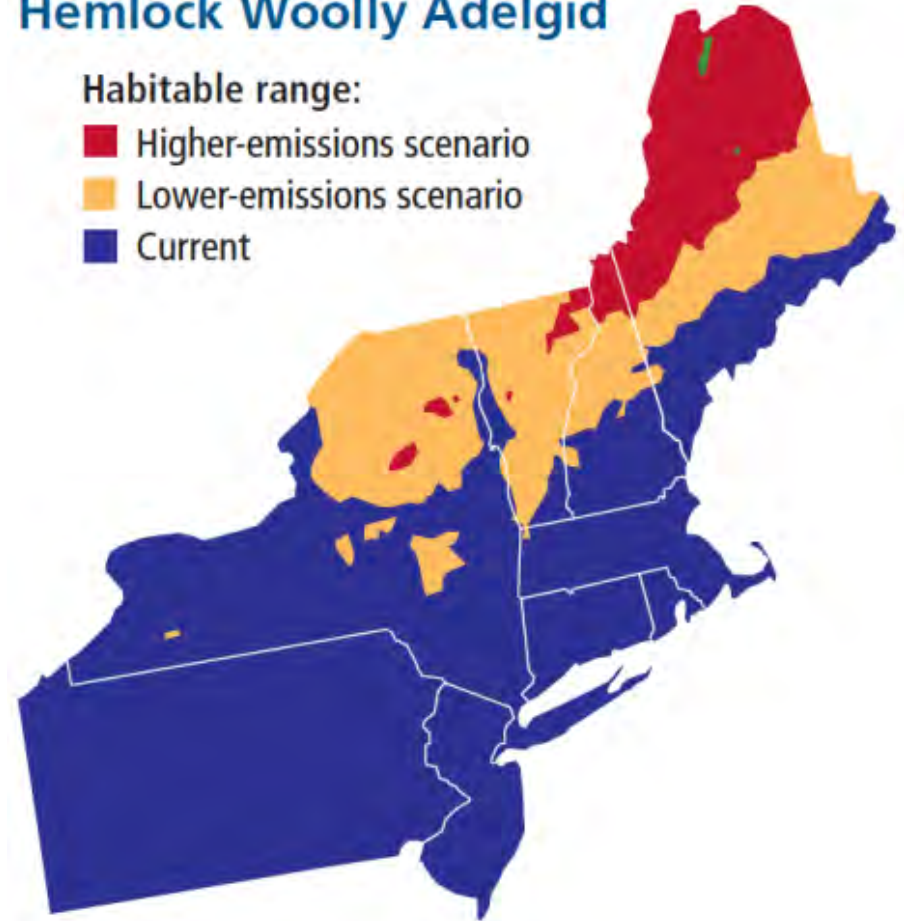 Hemlock Woolly Adelgid
Habitable range:
Higher-emissions scenario
Lower-emissions scenario
Current